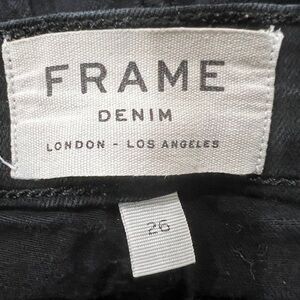 FRAME
DENIM
LONDON - LOS ANGELES
26